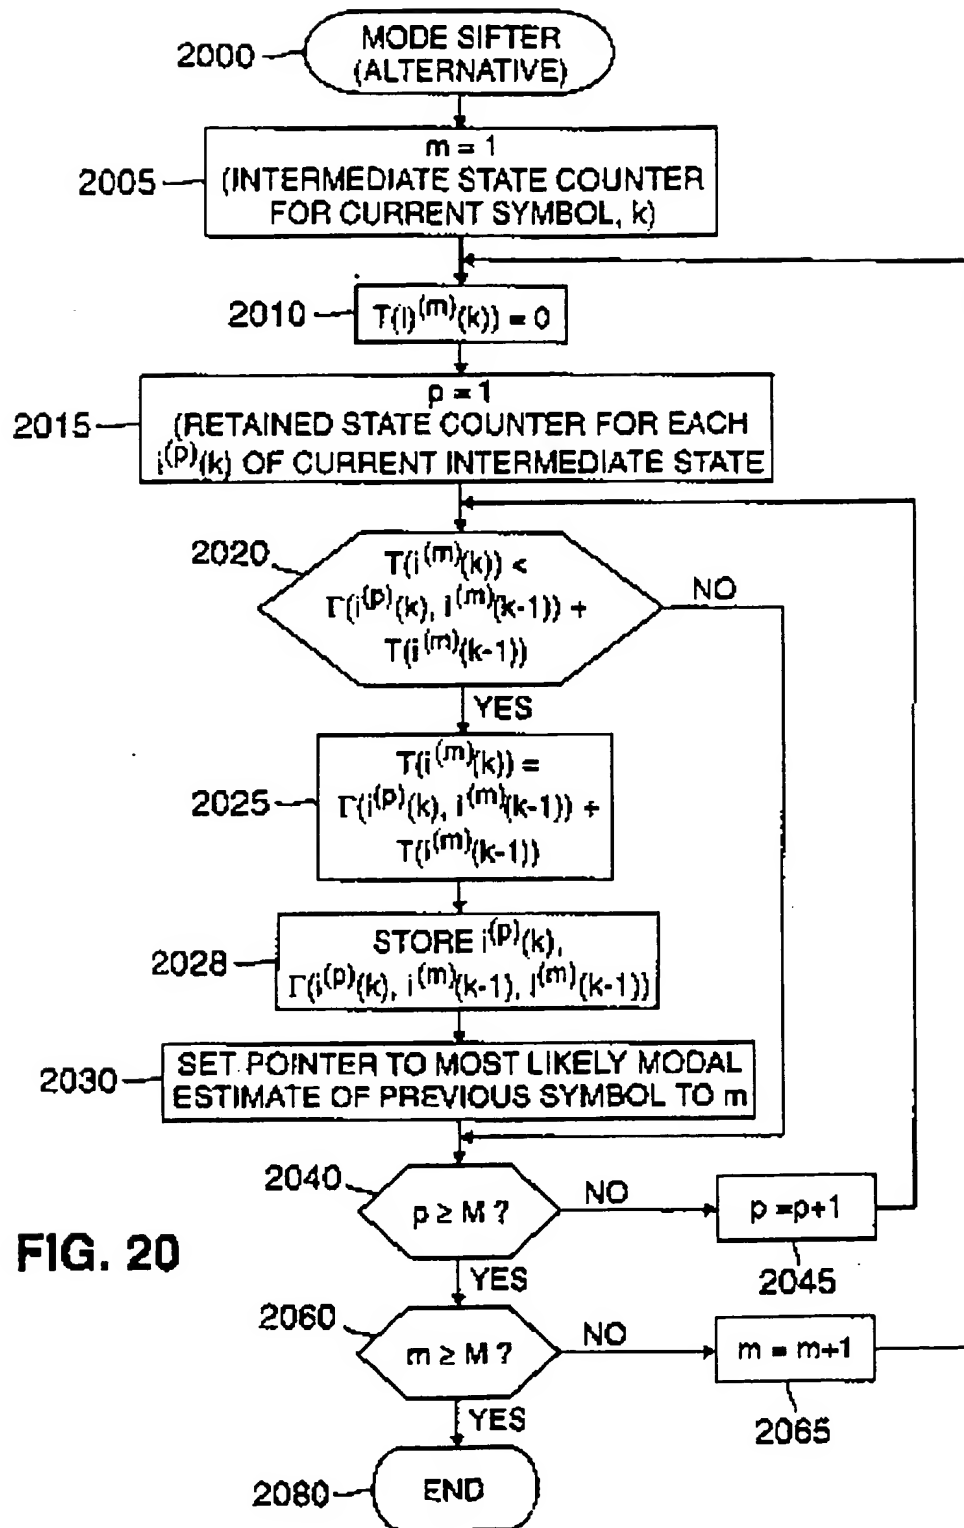 2000
MODE SIFTER
(ALTERNATIVE)
2005
m = 1
(INTERMEDIATE STATE COUNTER
FOR CURRENT SYMBOL, k)
2010
T(i)^(m)(k)) = 0
2015
p = 1
(RETAINED STATE COUNTER FOR EACH
i^(p)(k) OF CURRENT INTERMEDIATE STATE
2020
T(i^(m)(k)) <
Γ(i^(p)(k), i^(m)(k-1)) +
T(i^(m)(k-1))
NO
YES
2025
T(i^(m)(k)) =
Γ(i^(p)(k), i^(m)(k-1)) +
T(i^(m)(k-1))
2028
STORE i^(p)(k),
Γ(i^(p)(k), i^(m)(k-1), i^(m)(k-1))
2030
SET POINTER TO MOST LIKELY MODAL
ESTIMATE OF PREVIOUS SYMBOL TO m
2040
p ≥ M ?
NO
p =p+1
2045
YES
FIG. 20
2060
m ≥ M ?
NO
m = m+1
2065
YES
2080
END